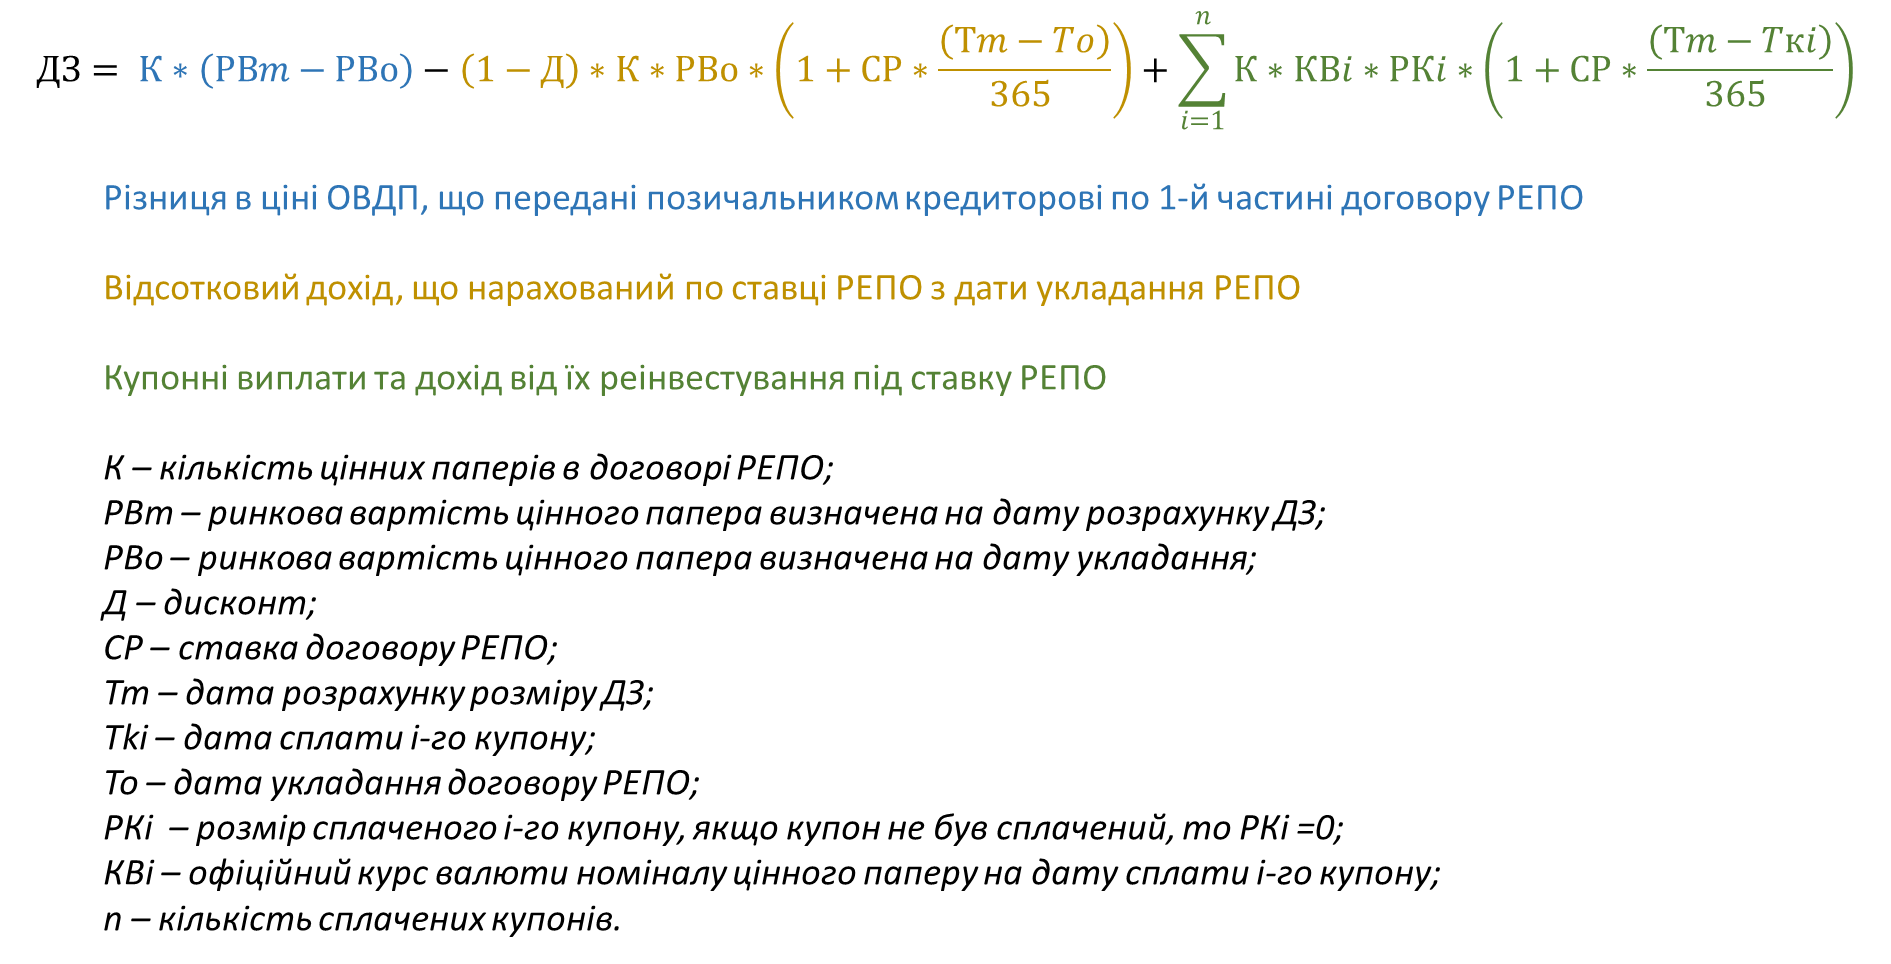 ДЗ = К ∗ (РВm − РВо) − (1 − Д) ∗ К ∗ РВо ∗ (1 + СР ∗ (Тm − То)/365) + ∑_{i=1}^{n} К ∗ КВi ∗ РКi ∗ (1 + СР ∗ (Тm − Ткi)/365)
Різниця в ціні ОВДП, що передані позичальником кредиторові по 1-й частині договору РЕПО
Відсотковий дохід, що нарахований по ставці РЕПО з дати укладання РЕПО
Купонні виплати та дохід від їх реінвестування під ставку РЕПО
К – кількість цінних паперів в договорі РЕПО;
РВm – ринкова вартість цінного папера визначена на дату розрахунку ДЗ;
РВо – ринкова вартість цінного папера визначена на дату укладання;
Д – дисконт;
СР – ставка договору РЕПО;
Тm – дата розрахунку розміру ДЗ;
Tki – дата сплати і-го купону;
То – дата укладання договору РЕПО;
РКі – розмір сплаченого і-го купону, якщо купон не був сплачений, то РКі =0;
КВі – офіційний курс валюти номіналу цінного паперу на дату сплати і-го купону;
n – кількість сплачених купонів.